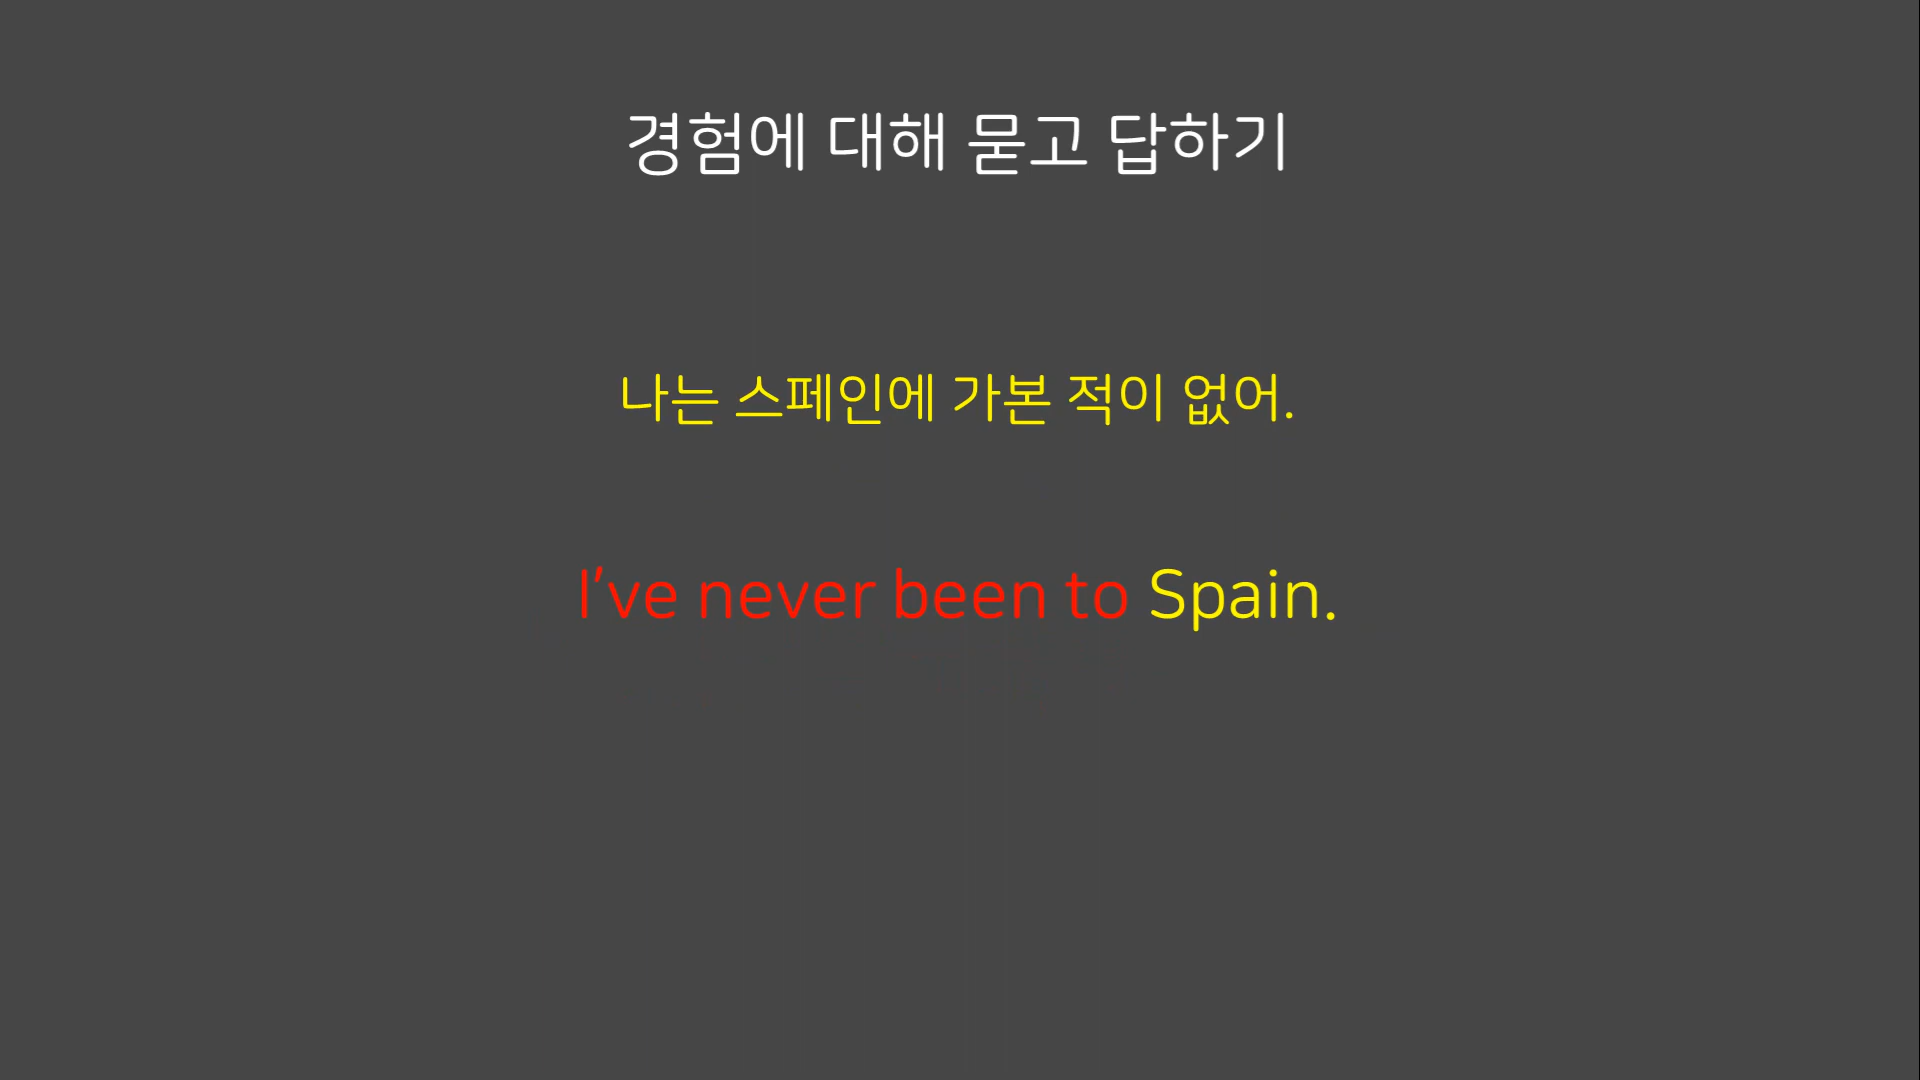 경험에 대해 묻고 답하기
나는 스페인에 가본 적이 없어.
I've never been to Spain.